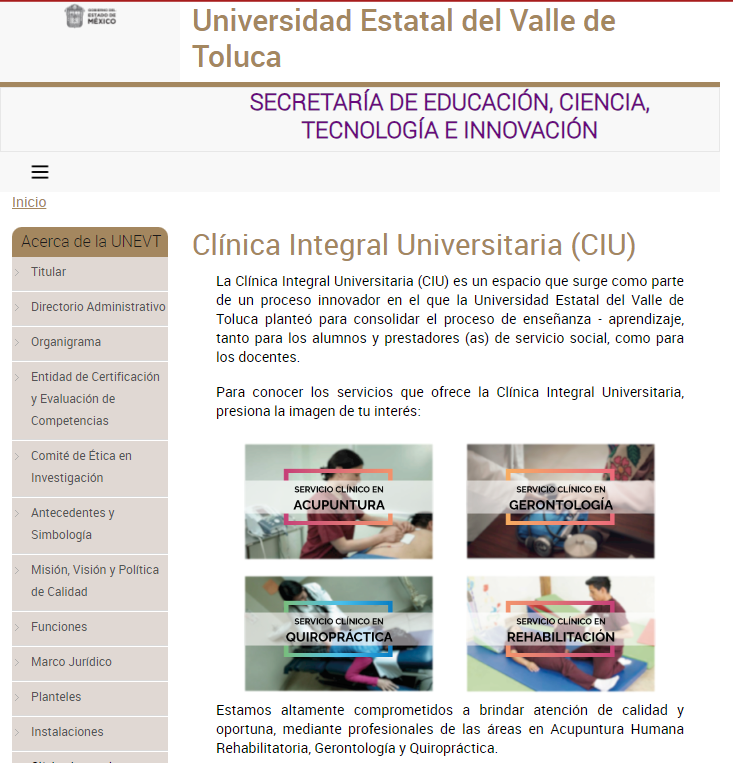 GOBIERNO DEL
ESTADO DE
MÉXICO
Universidad Estatal del Valle de
Toluca
SECRETARÍA DE EDUCACIÓN, CIENCIA,
TECNOLOGÍA E INNOVACIÓN
Inicio
Acerca de la UNEVT
Titular
Directorio Administrativo
Organigrama
Entidad de Certificación
y Evaluación de
Competencias
Comité de Ética en
Investigación
Antecedentes y
Simbología
Misión, Visión y Política
de Calidad
Funciones
Marco Jurídico
Planteles
Instalaciones
Clínica Integral Universitaria (CIU)
La Clínica Integral Universitaria (CIU) es un espacio que surge como parte
de un proceso innovador en el que la Universidad Estatal del Valle de
Toluca planteó para consolidar el proceso de enseñanza - aprendizaje,
tanto para los alumnos y prestadores (as) de servicio social, como para
los docentes.
Para conocer los servicios que ofrece la Clínica Integral Universitaria,
presiona la imagen de tu interés:
SERVICIO CLÍNICO EN
ACUPUNTURA
SERVICIO CLÍNICO EN
GERONTOLOGÍA
SERVICIO CLÍNICO EN
QUIROPRÁCTICA
SERVICIO CLÍNICO EN
REHABILITACIÓN
Estamos altamente comprometidos a brindar atención de calidad y
oportuna, mediante profesionales de las áreas en Acupuntura Humana
Rehabilitatoria, Gerontología y Quiropráctica.